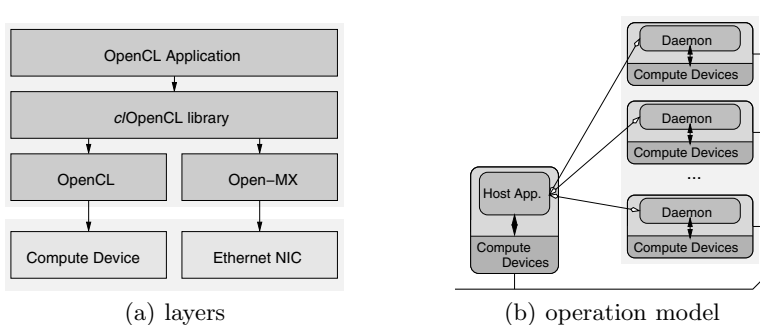 OpenCL Application
clOpenCL library
OpenCL
Open-MX
Compute Device
Ethernet NIC
(a) layers
Daemon
Compute Devices
Daemon
Compute Devices
...
Daemon
Compute Devices
Host App.
Compute
Devices
(b) operation model